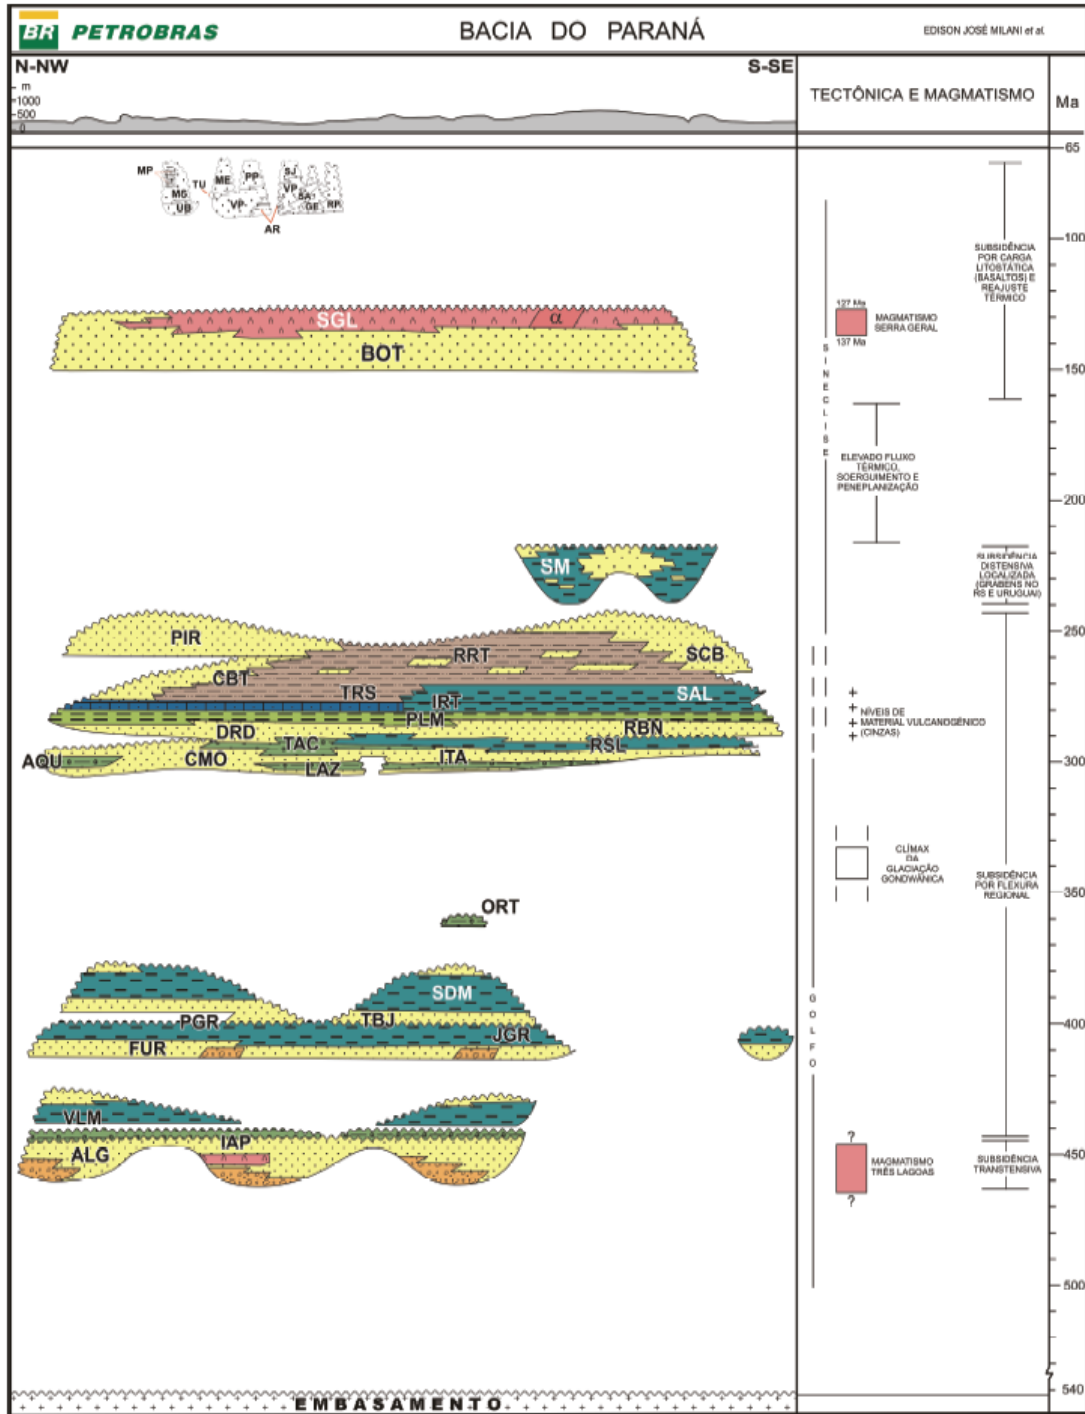 BR PETROBRAS
BACIA DO PARANÁ
EDISON JOSÉ MILANI et al.
N-NW
S-SE
TECTÔNICA E MAGMATISMO
Ma
m
1000
500
0
65
MP
MS
UB
TU
ME
PP
VP
SJ
VP
SA
GE
RP
AR
100
SUBSIDÊNCIA
POR CARGA
LITOSTÁTICA
(BASALTOS) E
REAJUSTE
TÉRMICO
127 Ma
MAGMATISMO
SERRA GERAL
137 Ma
SGL
α
BOT
150
SINÉCLISE
ELEVADO FLUXO
TÉRMICO,
SOERGUIMENTO E
PENEPLANIZAÇÃO
200
SM
SUBSIDÊNCIA
DISTENSIVA
LOCALIZADA
(GRABENS NO
RS E URUGUAI)
250
PIR
RRT
SCB
CBT
TRS
IRT
SAL
PLM
DRD
RBN
TAC
RSL
CMO
ITA
AQU
LAZ
NÍVEIS DE
MATERIAL VULCANOGÊNICO
(CINZAS)
300
CLÍMAX
DA
GLACIAÇÃO
GONDWÂNICA
SUBSIDÊNCIA
POR FLEXURA
REGIONAL
350
ORT
SDM
PGR
TBJ
JGR
FUR
GOLFO
400
VLM
IAP
ALG
?
MAGMATISMO
TRÊS LAGOAS
?
SUBSIDÊNCIA
TRANSTENSIVA
450
500
540
EMBASAMENTO